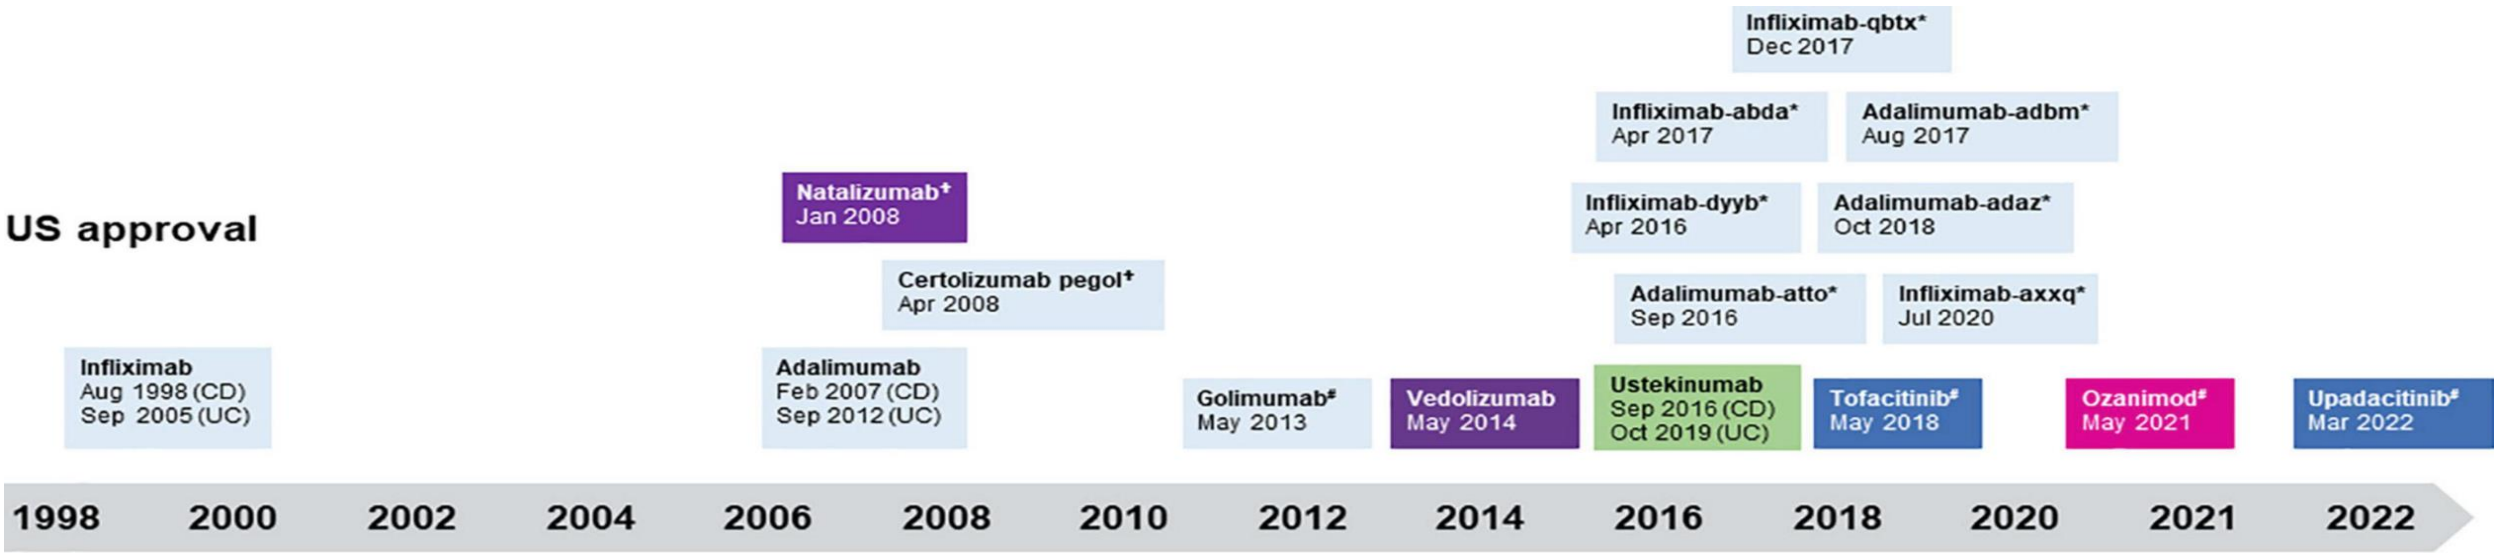 Infliximab-qbtx*
Dec 2017
Infliximab-abda*
Apr 2017
Adalimumab-adbm*
Aug 2017
Natalizumab✝
Jan 2008
Infliximab-dyyb*
Apr 2016
Adalimumab-adaz*
Oct 2018
US approval
Certolizumab pegol✝
Apr 2008
Adalimumab-atto*
Sep 2016
Infliximab-axxq*
Jul 2020
Infliximab
Aug 1998 (CD)
Sep 2005 (UC)
Adalimumab
Feb 2007 (CD)
Sep 2012 (UC)
Golimumab#
May 2013
Vedolizumab
May 2014
Ustekinumab
Sep 2016 (CD)
Oct 2019 (UC)
Tofacitinib#
May 2018
Ozanimod#
May 2021
Upadacitinib#
Mar 2022
1998 2000 2002 2004 2006 2008 2010 2012 2014 2016 2018 2020 2021 2022